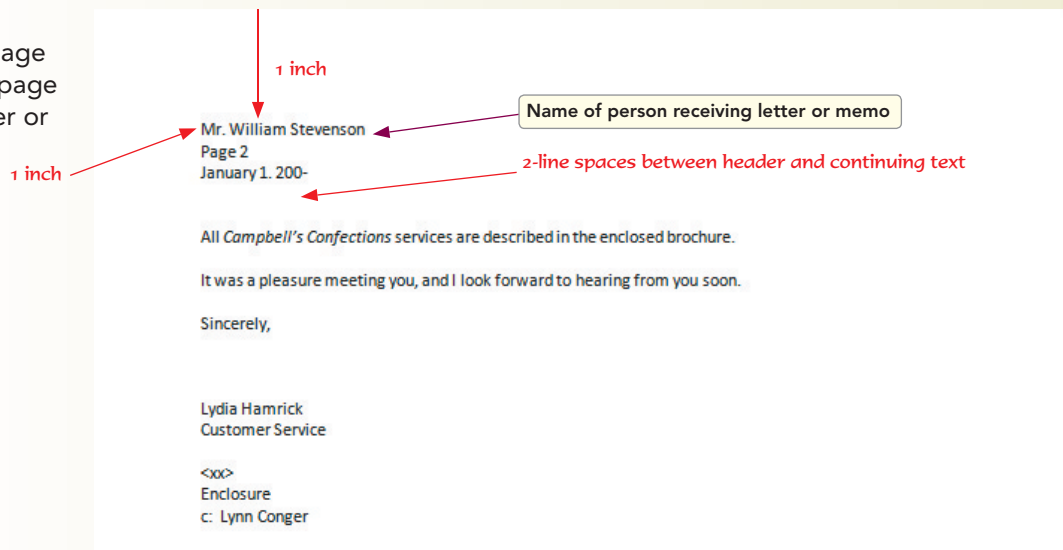 age
page
er or
1 inch
1 inch
Name of person receiving letter or memo
2-line spaces between header and continuing text
Mr. William Stevenson
Page 2
January 1. 200-
All Campbell's Confections services are described in the enclosed brochure.
It was a pleasure meeting you, and I look forward to hearing from you soon.
Sincerely,
Lydia Hamrick
Customer Service
<xx>
Enclosure
c: Lynn Conger